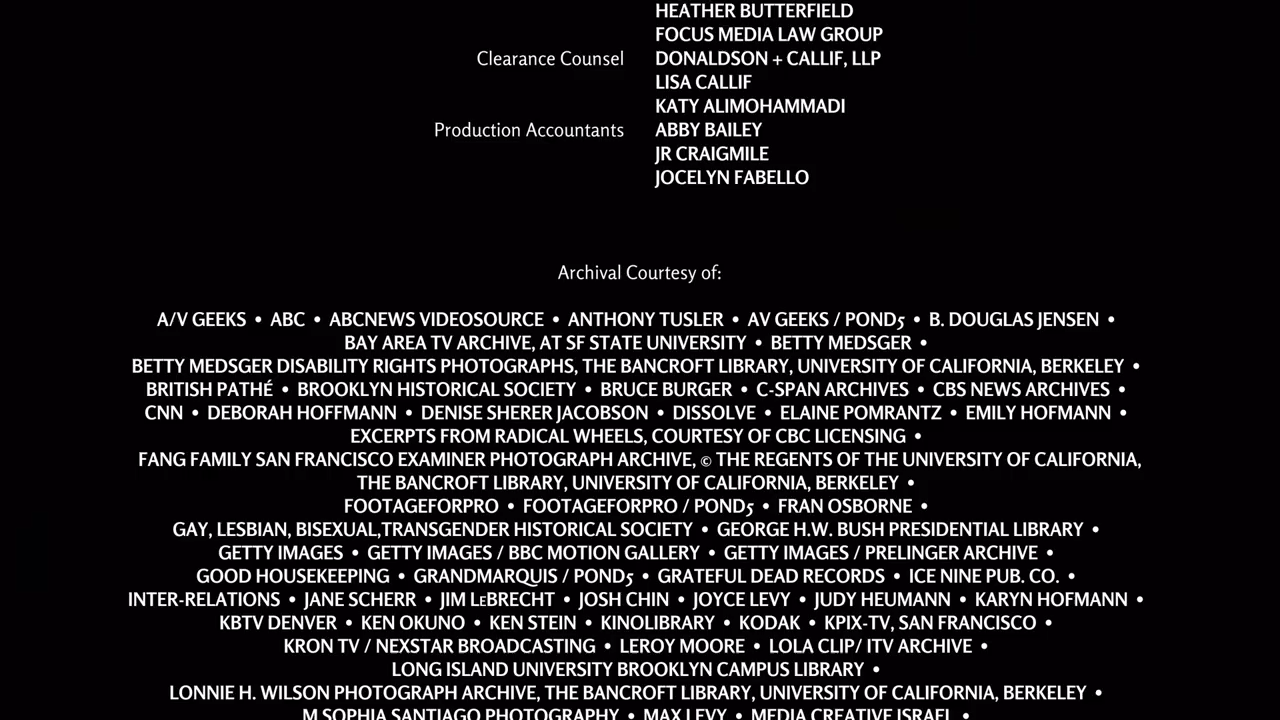 HEATHER BUTTERFIELD
FOCUS MEDIA LAW GROUP
Clearance Counsel DONALDSON + CALLIF, LLP
LISA CALLIF
KATY ALIMOHAMMADI
Production Accountants ABBY BAILEY
JR CRAIGMILE
JOCELYN FABELLO
Archival Courtesy of:
A/V GEEKS • ABC • ABCNEWS VIDEOSOURCE • ANTHONY TUSLER • AV GEEKS / POND5 • B. DOUGLAS JENSEN •
BAY AREA TV ARCHIVE, AT SF STATE UNIVERSITY • BETTY MEDSGER •
BETTY MEDSGER DISABILITY RIGHTS PHOTOGRAPHS, THE BANCROFT LIBRARY, UNIVERSITY OF CALIFORNIA, BERKELEY •
BRITISH PATHÉ • BROOKLYN HISTORICAL SOCIETY • BRUCE BURGER • C-SPAN ARCHIVES • CBS NEWS ARCHIVES •
CNN • DEBORAH HOFFMANN • DENISE SHERER JACOBSON • DISSOLVE • ELAINE POMRANTZ • EMILY HOFMANN •
EXCERPTS FROM RADICAL WHEELS, COURTESY OF CBC LICENSING •
FANG FAMILY SAN FRANCISCO EXAMINER PHOTOGRAPH ARCHIVE, © THE REGENTS OF THE UNIVERSITY OF CALIFORNIA,
THE BANCROFT LIBRARY, UNIVERSITY OF CALIFORNIA, BERKELEY •
FOOTAGEFORPRO • FOOTAGEFORPRO / POND5 • FRAN OSBORNE •
GAY, LESBIAN, BISEXUAL,TRANSGENDER HISTORICAL SOCIETY • GEORGE H.W. BUSH PRESIDENTIAL LIBRARY •
GETTY IMAGES • GETTY IMAGES / BBC MOTION GALLERY • GETTY IMAGES / PRELINGER ARCHIVE •
GOOD HOUSEKEEPING • GRANDMARQUIS / POND5 • GRATEFUL DEAD RECORDS • ICE NINE PUB. CO. •
INTER-RELATIONS • JANE SCHERR • JIM LEBRECHT • JOSH CHIN • JOYCE LEVY • JUDY HEUMANN • KARYN HOFMANN •
KBTV DENVER • KEN OKUNO • KEN STEIN • KINOLIBRARY • KODAK • KPIX-TV, SAN FRANCISCO •
KRON TV / NEXSTAR BROADCASTING • LEROY MOORE • LOLA CLIP/ ITV ARCHIVE •
LONG ISLAND UNIVERSITY BROOKLYN CAMPUS LIBRARY •
LONNIE H. WILSON PHOTOGRAPH ARCHIVE, THE BANCROFT LIBRARY, UNIVERSITY OF CALIFORNIA, BERKELEY •
M SOPHIA SANTIAGO PHOTOGRAPHY • MAX LEVY • MEDIA CREATIVE ISRAEL •